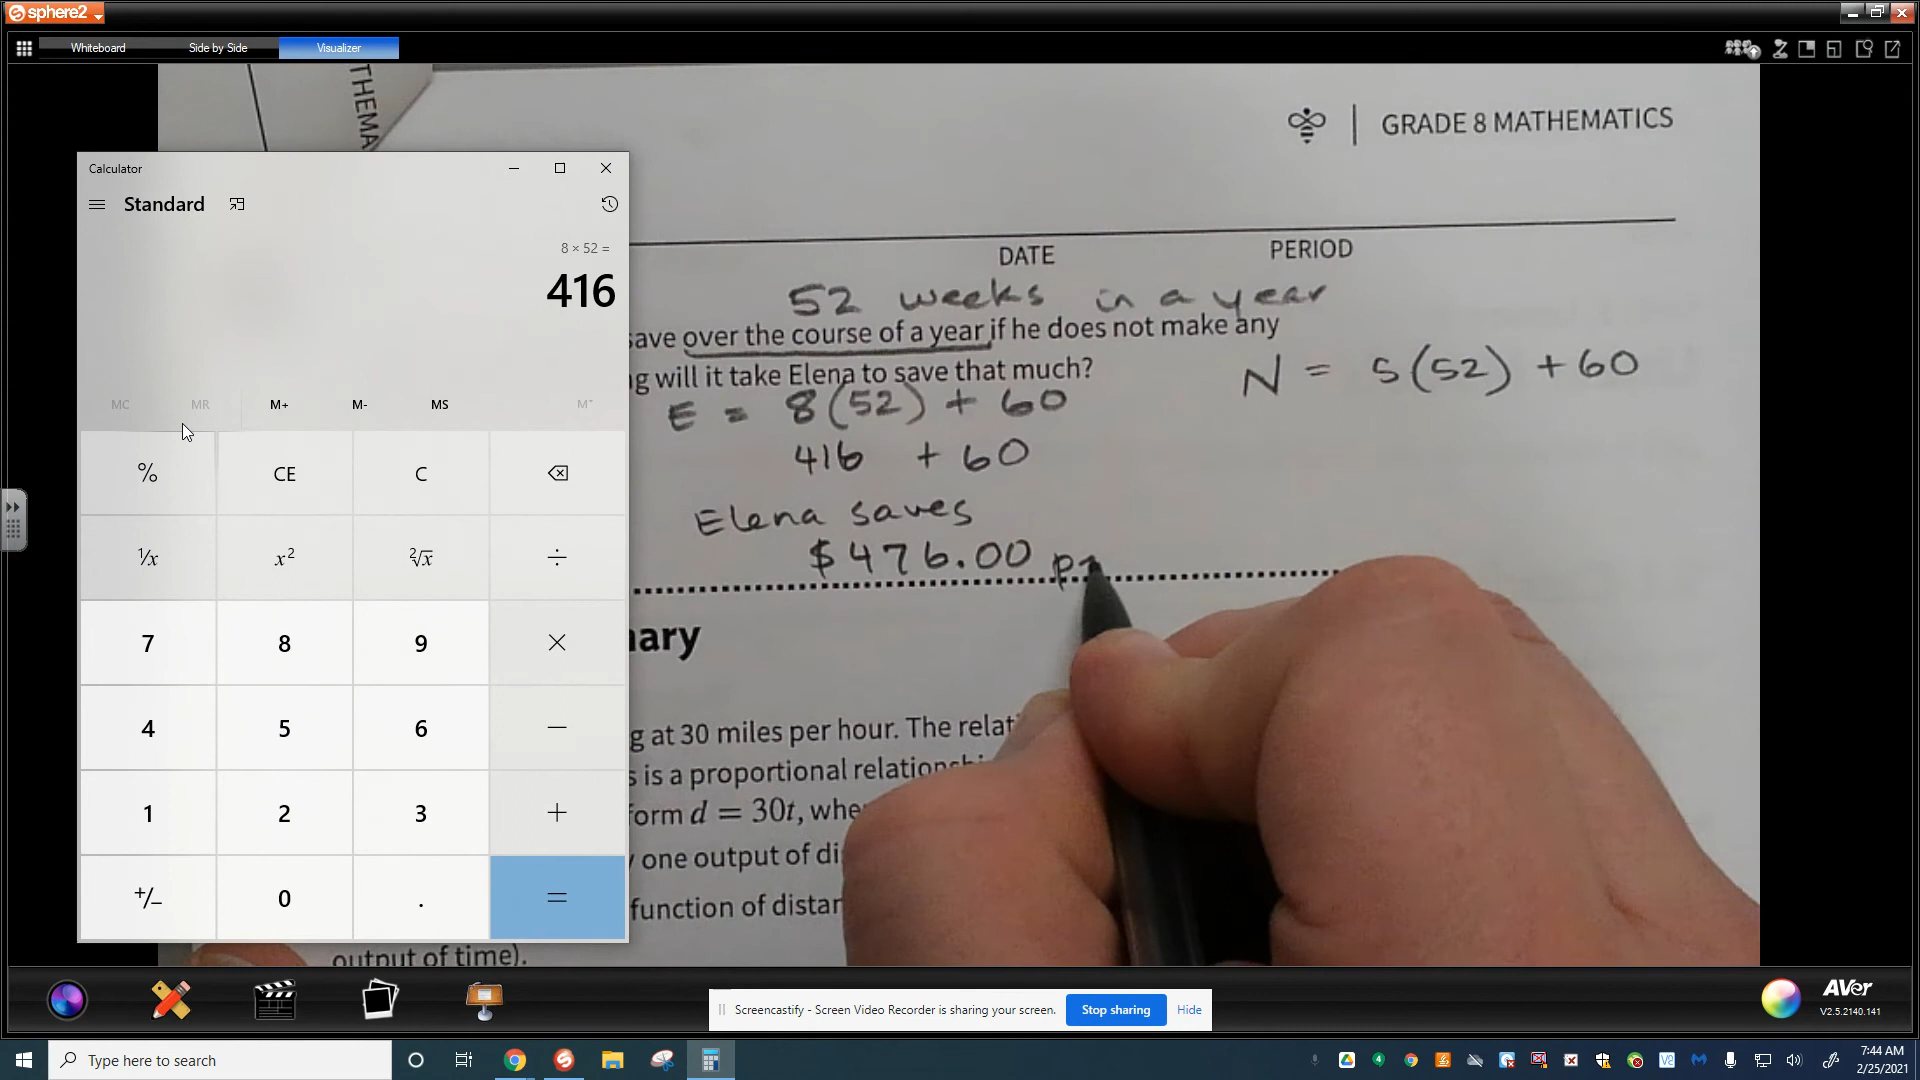 sphere2
Whiteboard
Side by Side
Visualizer
GRADE 8 MATHEMATICS
Calculator
Standard
8 × 52 =
416
MC
MR
M+
M-
MS
%
CE
C
7
8
9
×
4
5
6
−
1
2
3
+
+/−
0
.
=
¹/x
x²
²√x
÷
DATE
PERIOD
52 weeks in a year
save over the course of a year if he does not make any
g will it take Elena to save that much?
N = 5(52) + 60
E = 8(52) + 60
416 + 60
Elena saves
$476.00
g at 30 miles per hour. The relat
s is a proportional relationshi
form d = 30t, whe
one output of di
function of distan
output of time).
Screencastify - Screen Video Recorder is sharing your screen.
Stop sharing
Hide
AVer
V2.5.2140.141
Type here to search
7:44 AM
2/25/2021